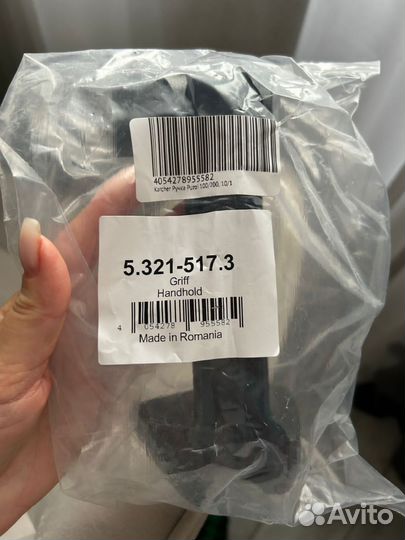 4054278955582
Karcher Ручка Puzzi 100/200, 10/1
5.321-517.3
Griff
Handhold
4 054278 955582
Made in Romania
Avito